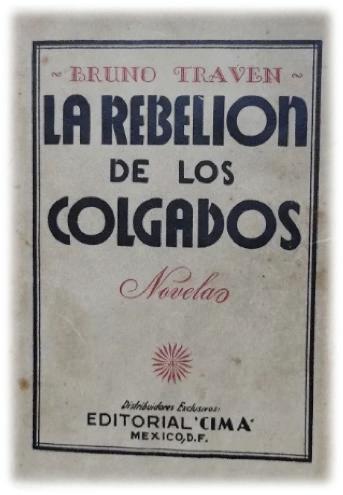 ~ BRUNO TRAVEN ~
LA REBELION
DE LOS
COLGADOS
Novela
Distribuidores Exclusivos:
EDITORIAL "CIMA"
MEXICO, D.F.